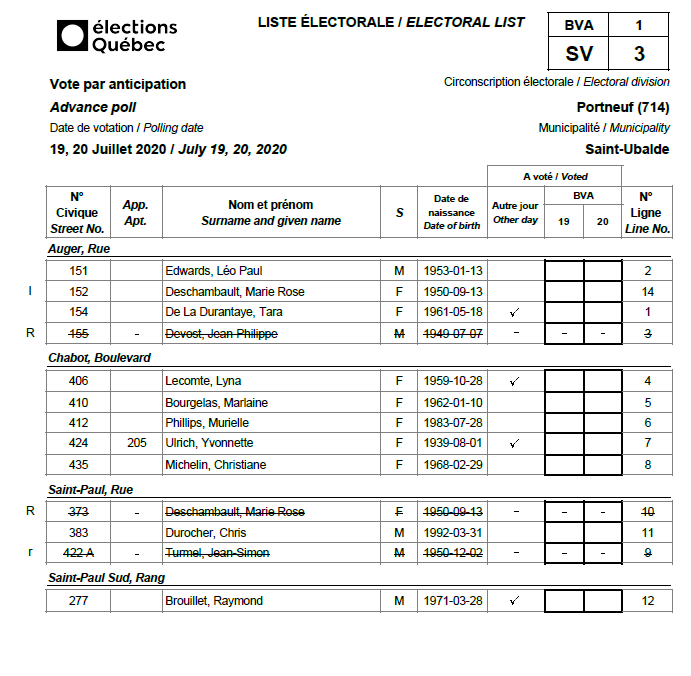 élections
Québec
LISTE ÉLECTORALE / ELECTORAL LIST
BVA 1
SV 3
Vote par anticipation
Circonscription électorale / Electoral division
Advance poll
Portneuf (714)
Date de votation / Polling date
Municipalité / Municipality
19, 20 Juillet 2020 / July 19, 20, 2020
Saint-Ubalde
A voté / Voted
N° Civique Street No. App. Apt. Nom et prénom Surname and given name S Date de naissance Date of birth Autre jour Other day BVA 19 20 N° Ligne Line No.
Auger, Rue
151 Edwards, Léo Paul M 1953-01-13 2
I 152 Deschambault, Marie Rose F 1950-09-13 14
154 De La Durantaye, Tara F 1961-05-18 ✓ 1
R 155 - Devost, Jean-Philippe M 1949-07-07 - - - 3
Chabot, Boulevard
406 Lecomte, Lyna F 1959-10-28 ✓ 4
410 Bourgelas, Marlaine F 1962-01-10 5
412 Phillips, Murielle F 1983-07-28 6
424 205 Ulrich, Yvonnette F 1939-08-01 ✓ 7
435 Michelin, Christiane F 1968-02-29 8
Saint-Paul, Rue
R 373 - Deschambault, Marie Rose F 1950-09-13 - - - 10
383 Durocher, Chris M 1992-03-31 11
r 422 A - Turmel, Jean-Simon M 1950-12-02 - - - 9
Saint-Paul Sud, Rang
277 Brouillet, Raymond M 1971-03-28 ✓ 12